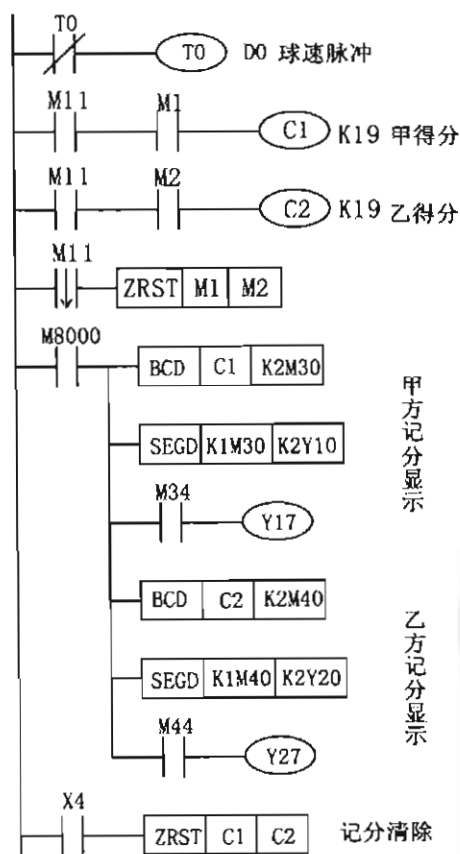 T0
T0 D0 球速脉冲
M11 M1
C1 K19 甲得分
M11 M2
C2 K19 乙得分
M11
ZRST M1 M2
M8000
BCD C1 K2M30
SEGD K1M30 K2Y10
M34
Y17
甲方记分显示
BCD C2 K2M40
SEGD K1M40 K2Y20
M44
Y27
乙方记分显示
X4
ZRST C1 C2 记分清除